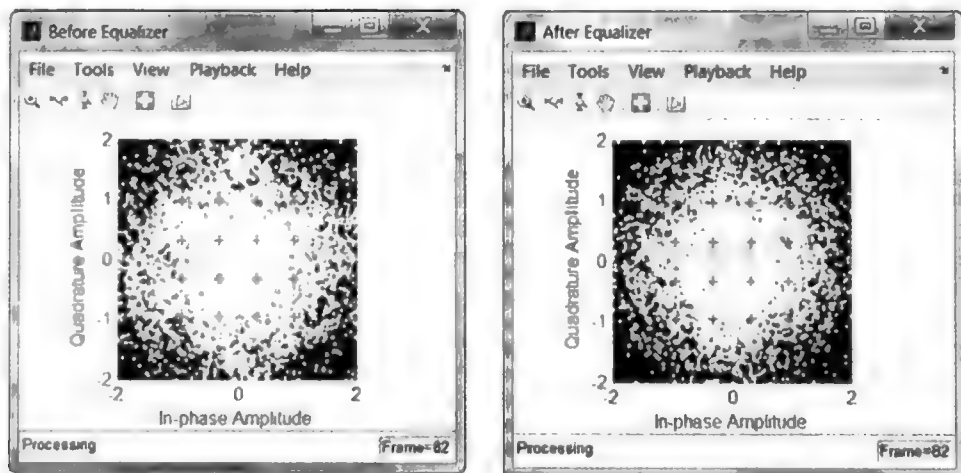 Before Equalizer
File Tools View Playback Help
2
1
0
-1
-2
-2
0
2
Quadrature Amplitude
In-phase Amplitude
Processing
Frame=82
After Equalizer
File Tools View Playback Help
2
1
0
-1
-2
-2
0
2
Quadrature Amplitude
In-phase Amplitude
Processing
Frame=82